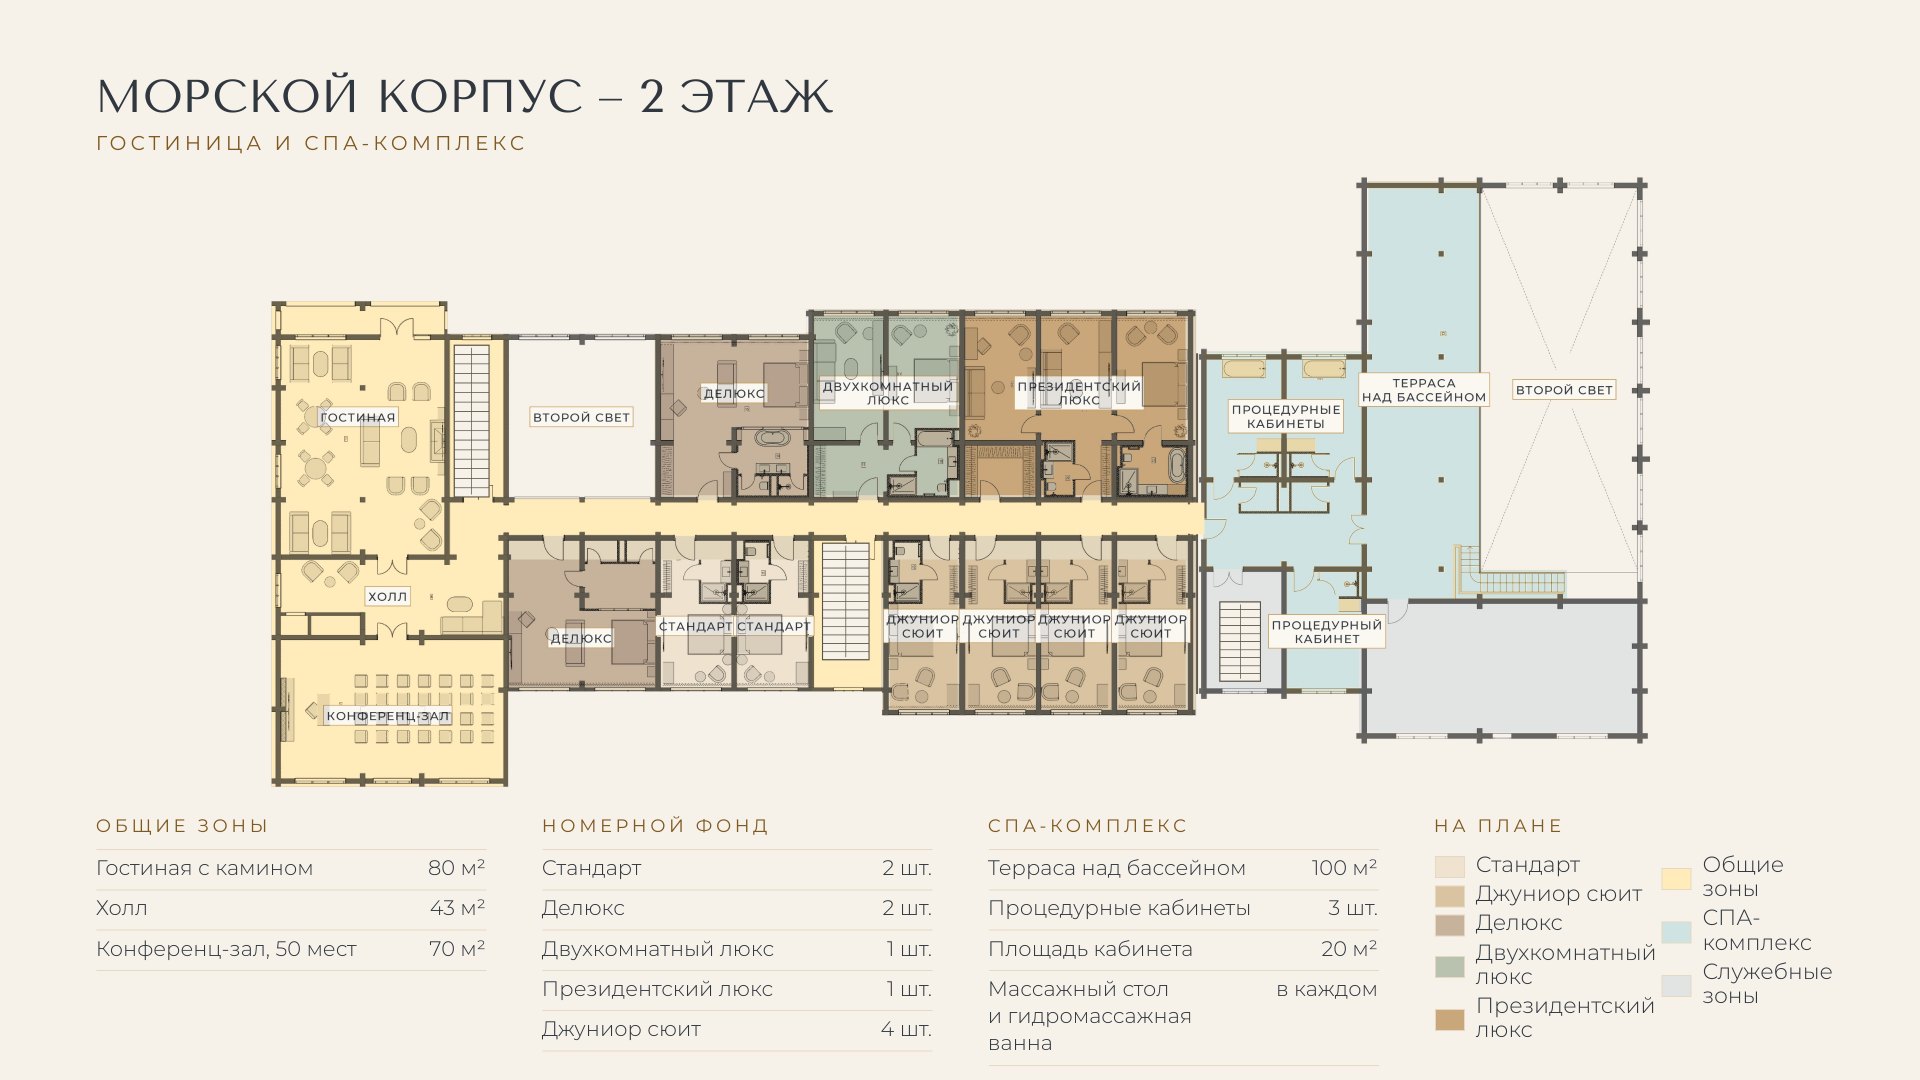 МОРСКОЙ КОРПУС – 2 ЭТАЖ
ГОСТИНИЦА И СПА-КОМПЛЕКС
ГОСТИНАЯ
ХОЛЛ
КОНФЕРЕНЦ-ЗАЛ
ВТОРОЙ СВЕТ
ДЕЛЮКС
ДВУХКОМНАТНЫЙ
ЛЮКС
ПРЕЗИДЕНТСКИЙ
ЛЮКС
ДЕЛЮКС
СТАНДАРТ
СТАНДАРТ
ДЖУНИОР
СЮИТ
ДЖУНИОР
СЮИТ
ДЖУНИОР
СЮИТ
ДЖУНИОР
СЮИТ
ПРОЦЕДУРНЫЕ
КАБИНЕТЫ
ПРОЦЕДУРНЫЙ
КАБИНЕТ
ТЕРРАСА
НАД БАССЕЙНОМ
ВТОРОЙ СВЕТ
ОБЩИЕ ЗОНЫ
Гостиная с камином 80 м²
Холл 43 м²
Конференц-зал, 50 мест 70 м²
НОМЕРНОЙ ФОНД
Стандарт 2 шт.
Делюкс 2 шт.
Двухкомнатный люкс 1 шт.
Президентский люкс 1 шт.
Джуниор сюит 4 шт.
СПА-КОМПЛЕКС
Терраса над бассейном 100 м²
Процедурные кабинеты 3 шт.
Площадь кабинета 20 м²
Массажный стол в каждом
и гидромассажная
ванна
НА ПЛАНЕ
Стандарт
Джуниор сюит
Делюкс
Двухкомнатный
люкс
Президентский
люкс
Общие
зоны
СПА-
комплекс
Служебные
зоны